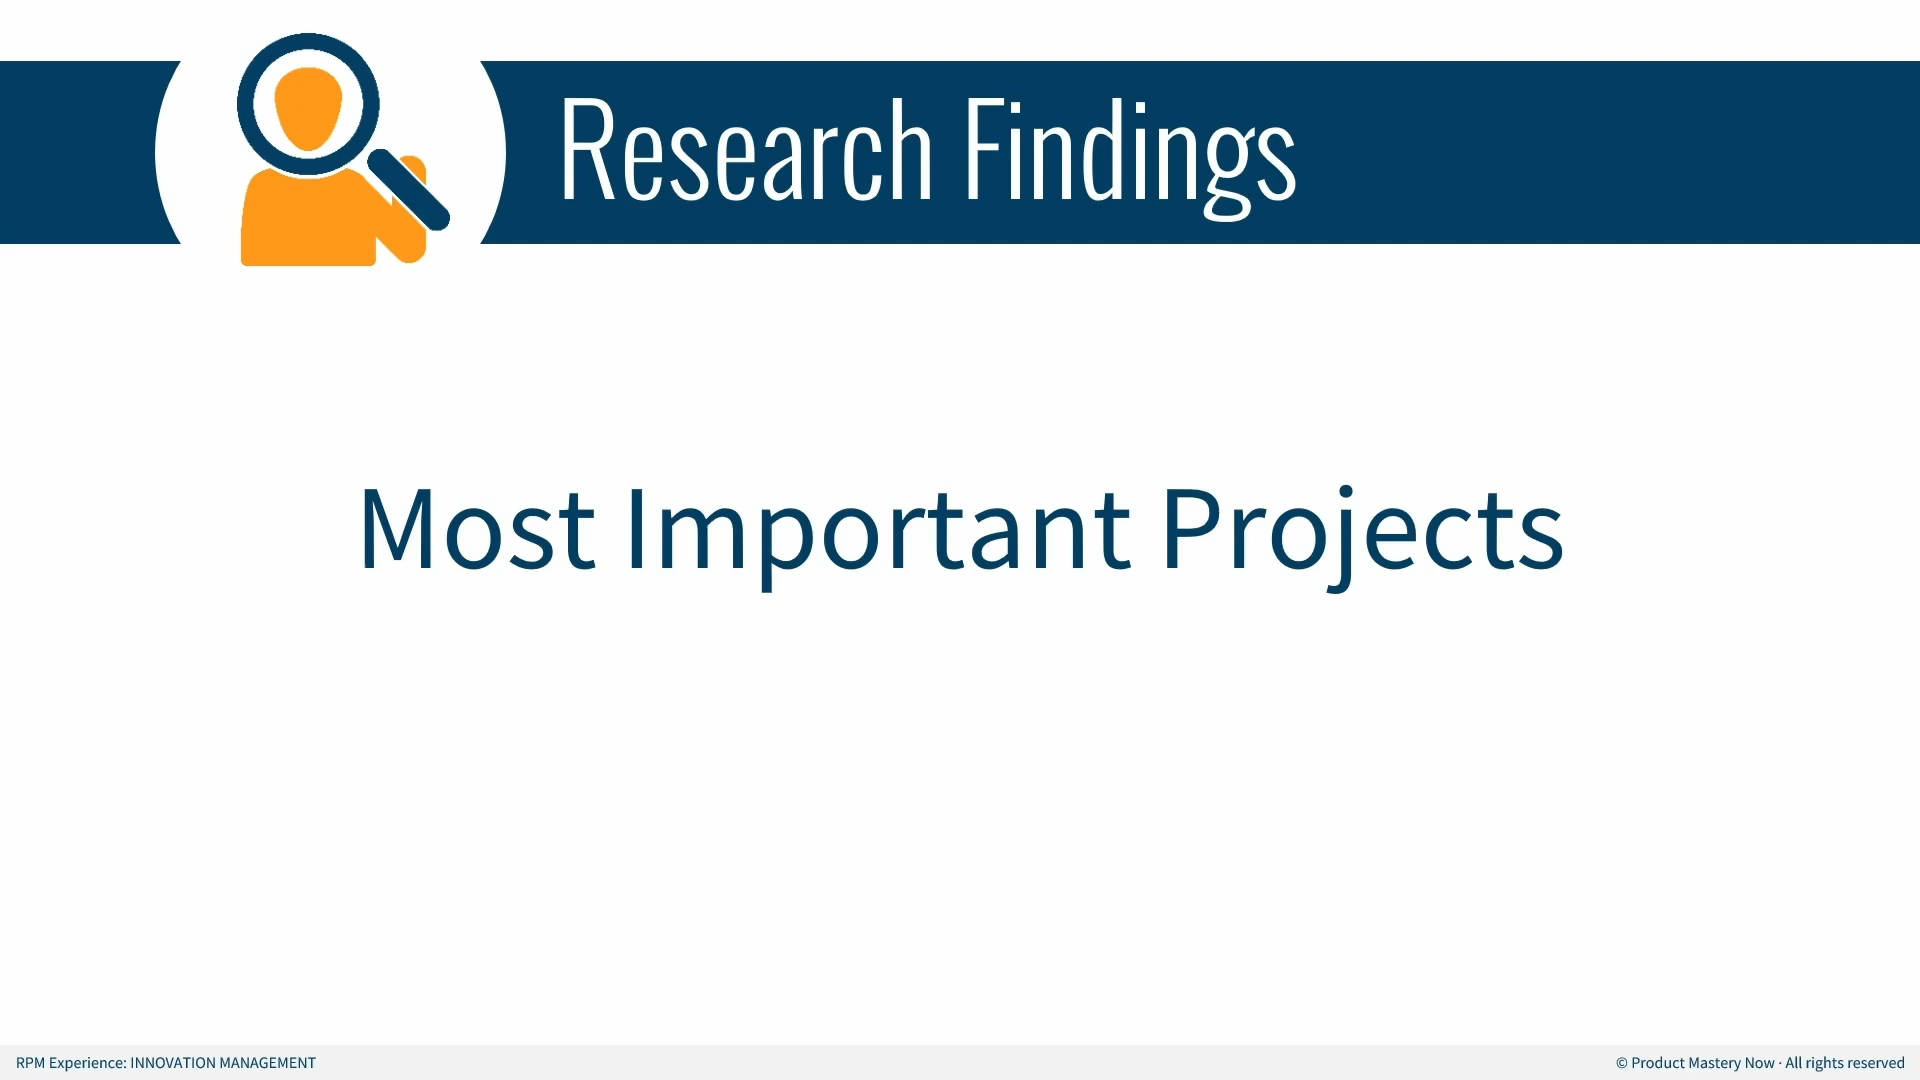 Research Findings
Most Important Projects
RPM Experience: INNOVATION MANAGEMENT
© Product Mastery Now · All rights reserved